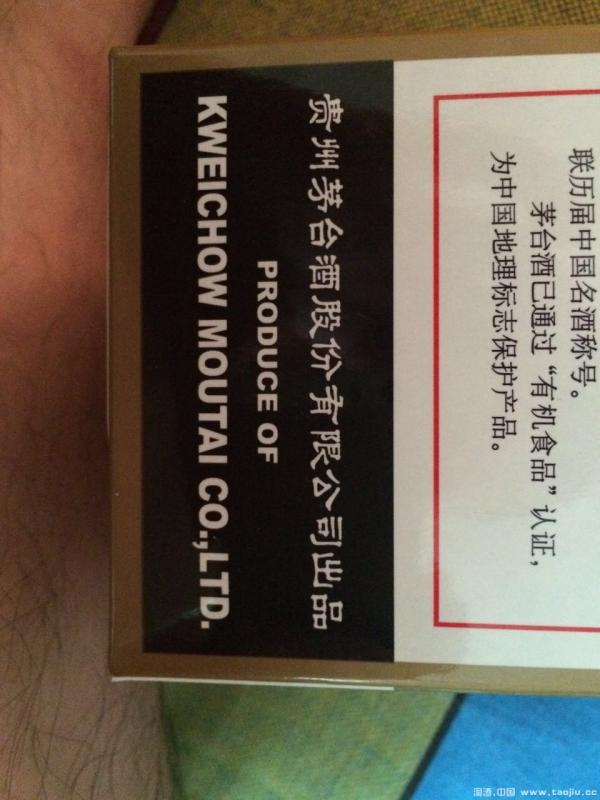 联历届中国名酒称号。
茅台酒已通过“有机食品”认证,
为中国地理标志保护产品。
贵州茅台酒股份有限公司出品
PRODUCE OF
KWEICHOW MOUTAI CO.,LTD.
淘酒.中国 www.taojiu.cc